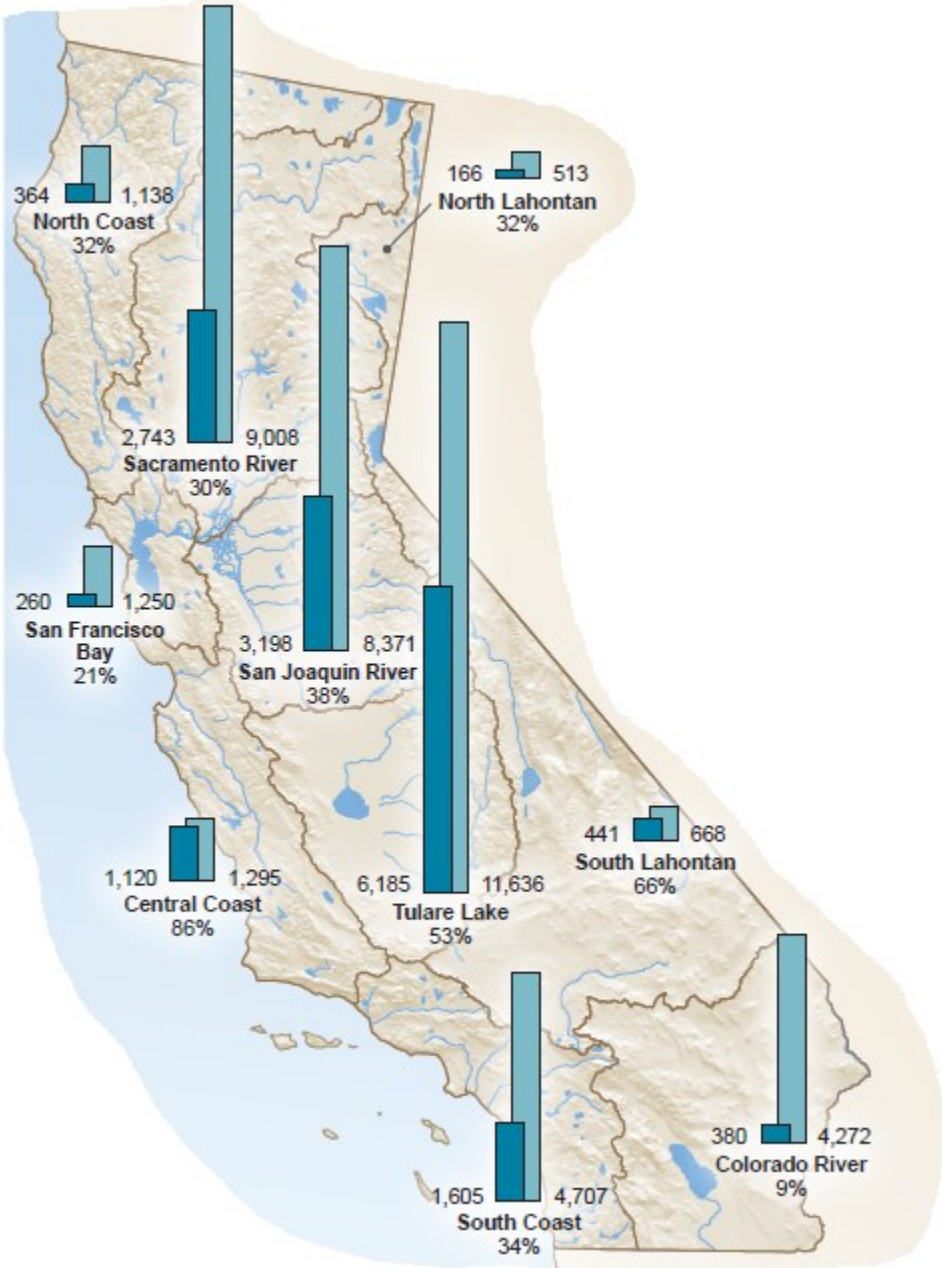 166 513
North Lahontan
32%
364 1,138
North Coast
32%
2,743 9,008
Sacramento River
30%
260 1,250
San Francisco
Bay
21%
3,198 8,371
San Joaquin River
38%
441 668
South Lahontan
66%
1,120 1,295
Central Coast
86%
6,185 11,636
Tulare Lake
53%
380 4,272
Colorado River
9%
1,605 4,707
South Coast
34%